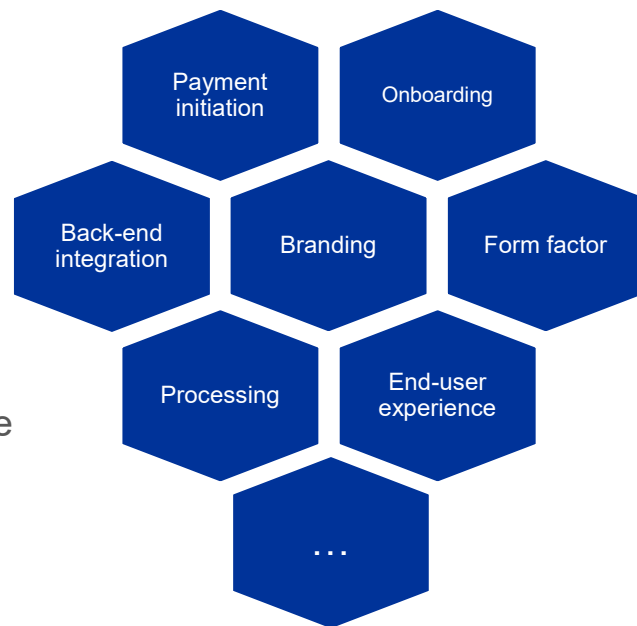 Payment
initiation
Onboarding
Back-end
integration
Branding
Form factor
Processing
End-user
experience
e
...